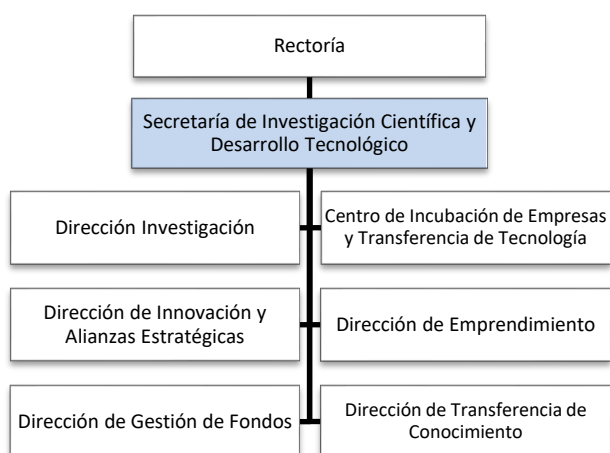 Rectoría
Secretaría de Investigación Científica y
Desarrollo Tecnológico
Dirección Investigación
Centro de Incubación de Empresas
y Transferencia de Tecnología
Dirección de Innovación y
Alianzas Estratégicas
Dirección de Emprendimiento
Dirección de Gestión de Fondos
Dirección de Transferencia de
Conocimiento